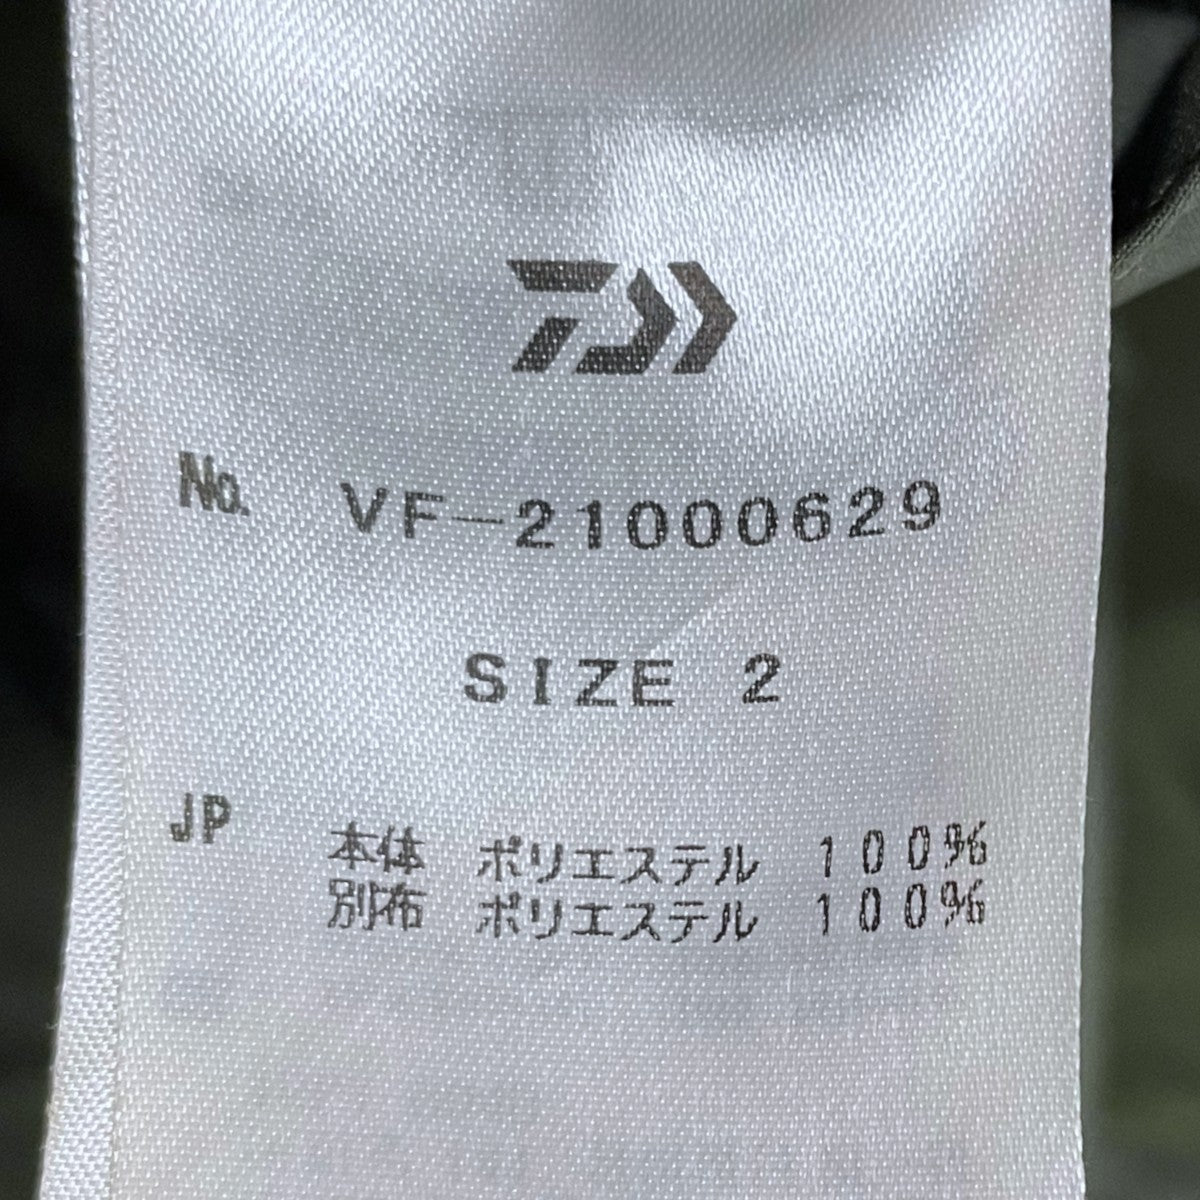 No. VF-21000629
SIZE 2
JP 本体 ポリエステル 100%
別布 ポリエステル 100%